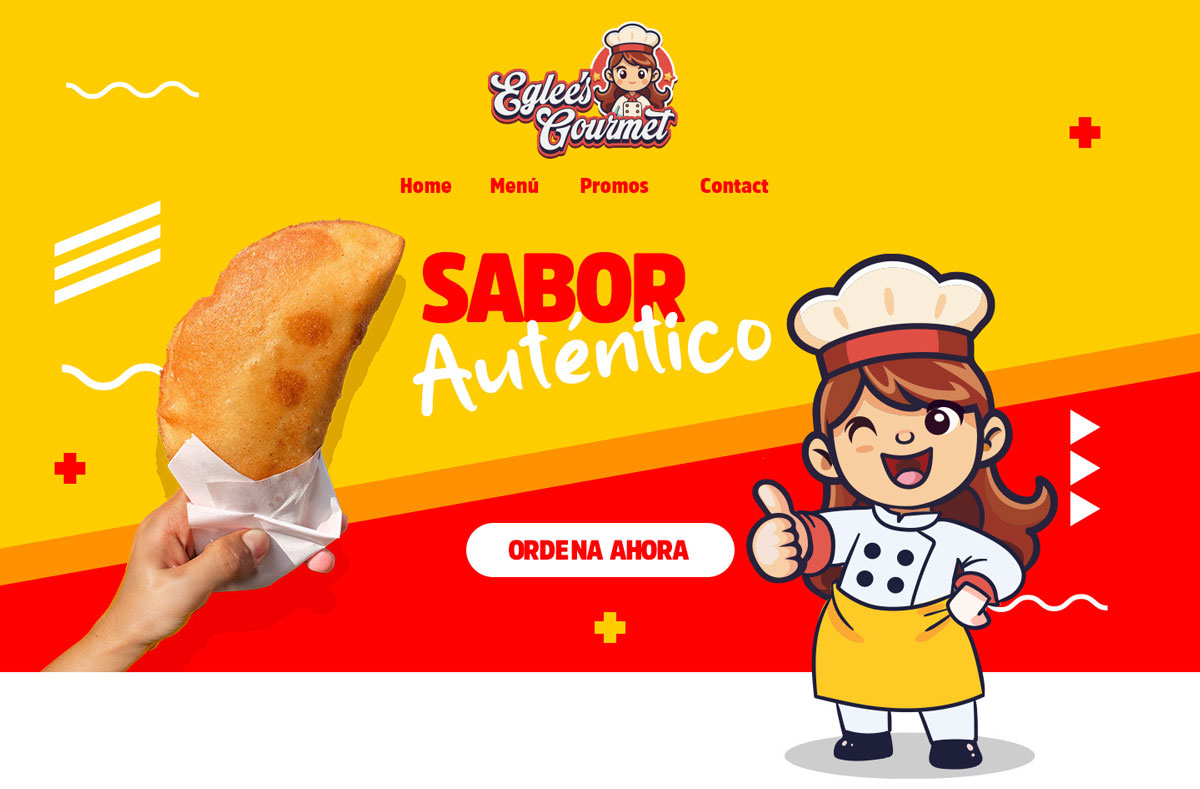 Eglee's
Gourmet
Home Menú Promos Contact
SABOR
Auténtico
ORDENA AHORA